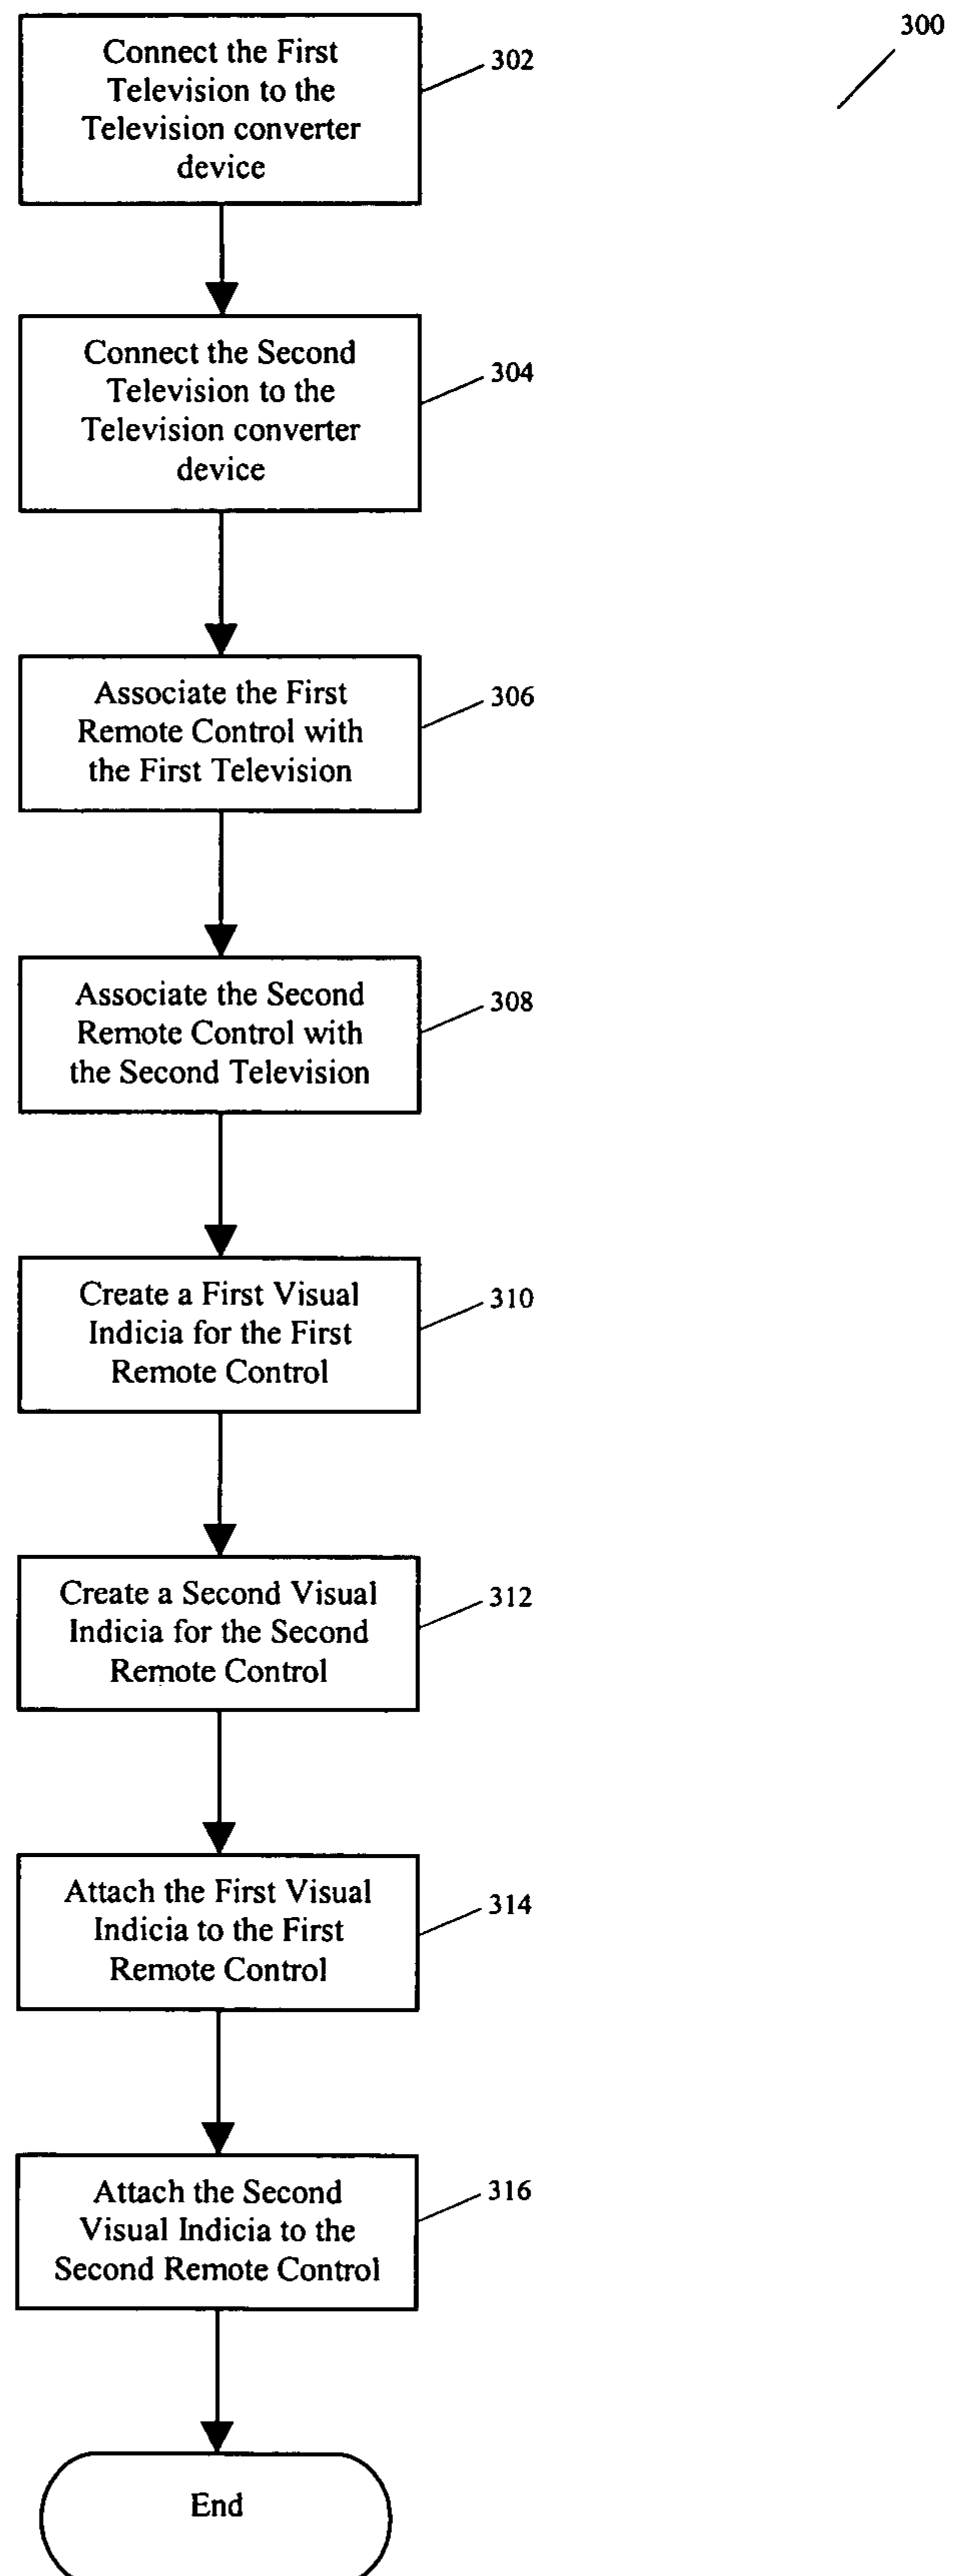 300
Connect the First
Television to the
Television converter
device
302
Connect the Second
Television to the
Television converter
device
304
Associate the First
Remote Control with
the First Television
306
Associate the Second
Remote Control with
the Second Television
308
Create a First Visual
Indicia for the First
Remote Control
310
Create a Second Visual
Indicia for the Second
Remote Control
312
Attach the First Visual
Indicia to the First
Remote Control
314
Attach the Second
Visual Indicia to the
Second Remote Control
316
End